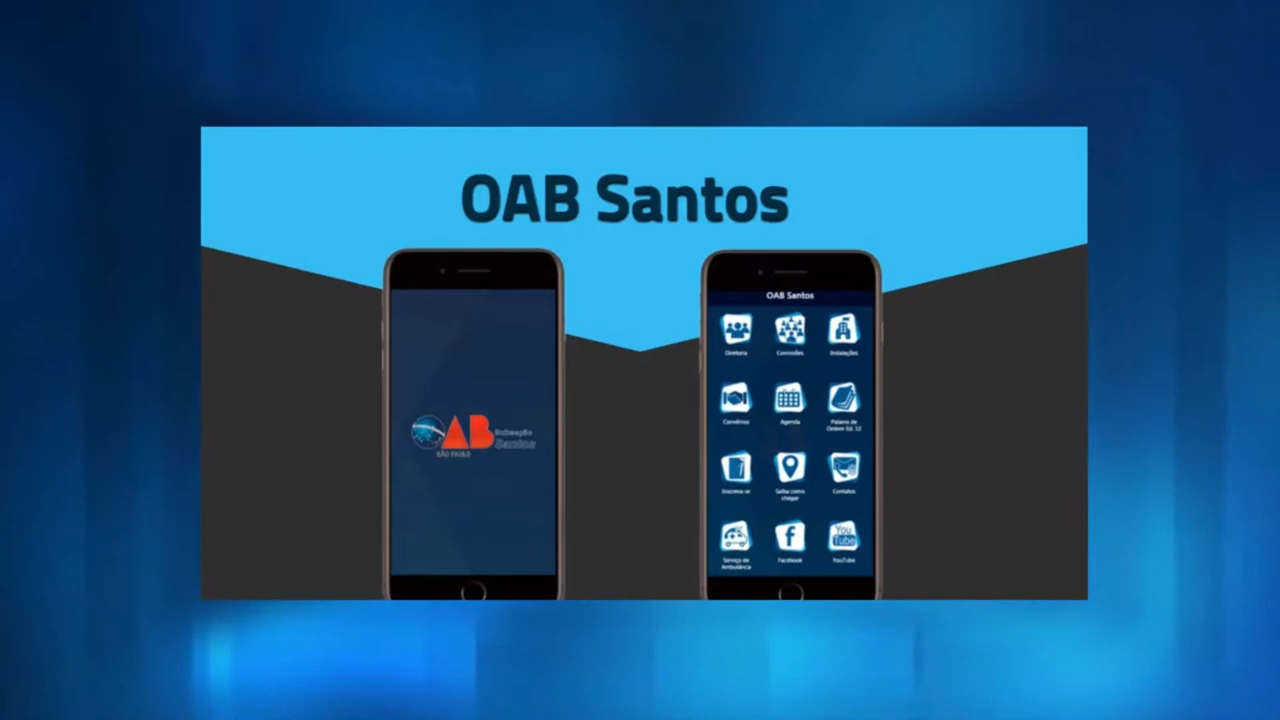 OAB Santos
OAB
Subseção
Santos
SÃO PAULO
OAB Santos
Diretoria
Comissões
Instalações
Convênios
Agenda
Palavra de
Ordem Ed. 12
Inscreva-se
Saiba como
chegar
Contatos
You
Tube
f
Serviço de
Ambulância
Facebook
YouTube